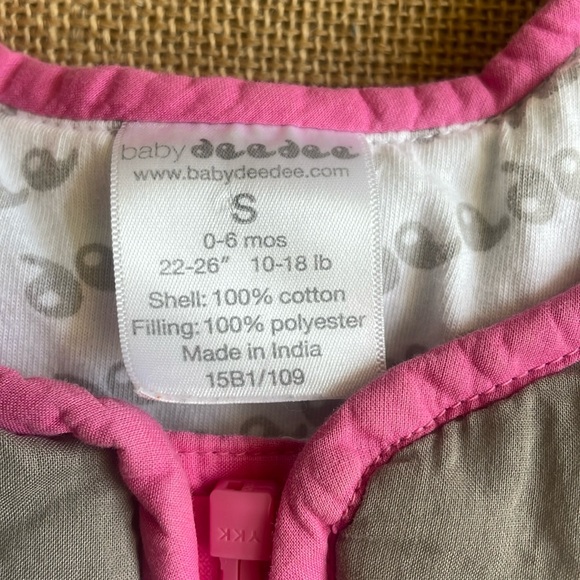 baby deedee
www.babydeedee.com
S
0-6 mos
22-26" 10-18 lb
Shell: 100% cotton
Filling: 100% polyester
Made in India
15B1/109
YKK